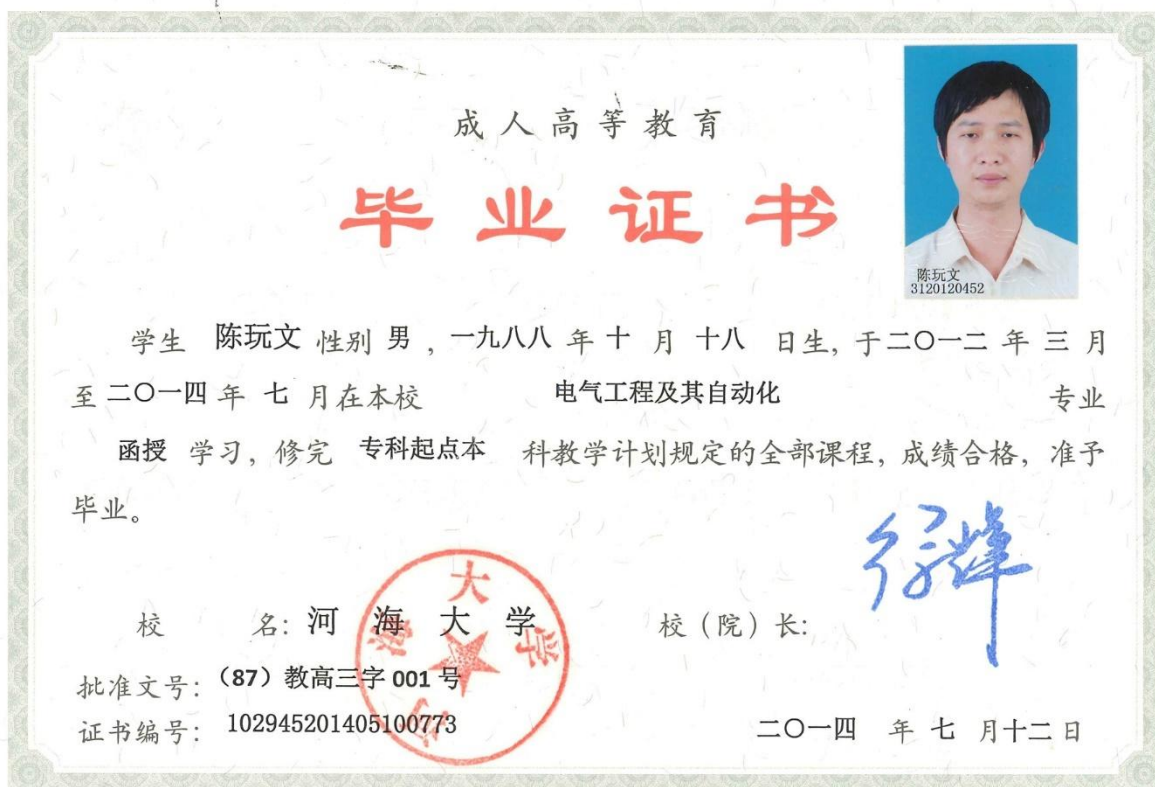 成人高等教育
毕业证书
陈玩文
3120120452
学生 陈玩文 性别 男 ，一九八八 年 十 月 十八 日生，于二〇一二 年 三 月
至 二〇一四 年 七 月在本校 电气工程及其自动化 专业
函授 学习，修完 专科起点本 科教学计划规定的全部课程，成绩合格，准予
毕业。
校 名：河海大学 校（院）长：
河海大学
批准文号：（87）教高三字 001 号
证书编号：102945201405100773
二〇一四 年 七 月十二日